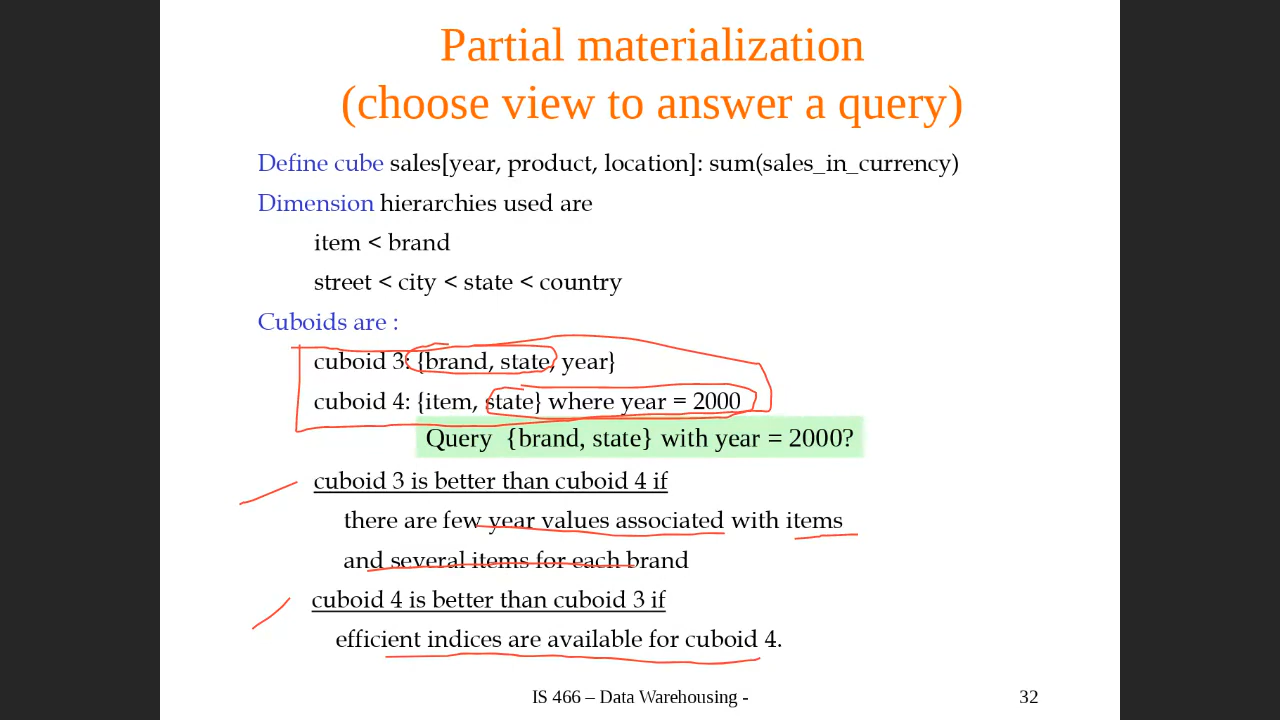 Partial materialization
(choose view to answer a query)
Define cube sales[year, product, location]: sum(sales_in_currency)
Dimension hierarchies used are
item < brand
street < city < state < country
Cuboids are :
cuboid 3: {brand, state, year}
cuboid 4: {item, state} where year = 2000
Query {brand, state} with year = 2000?
cuboid 3 is better than cuboid 4 if
there are few year values associated with items
and several items for each brand
cuboid 4 is better than cuboid 3 if
efficient indices are available for cuboid 4.
IS 466 – Data Warehousing -
32